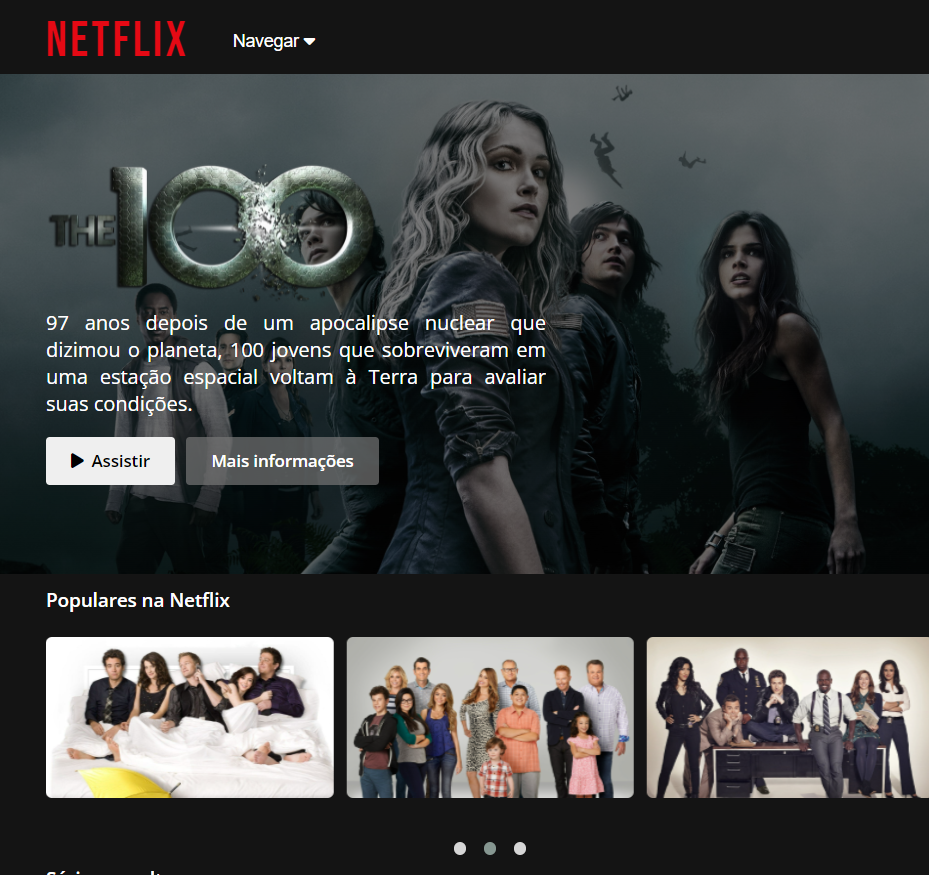 NETFLIX
Navegar
THE 100
97 anos depois de um apocalipse nuclear que
dizimou o planeta, 100 jovens que sobreviveram em
uma estação espacial voltam à Terra para avaliar
suas condições.
Assistir
Mais informações
Populares na Netflix